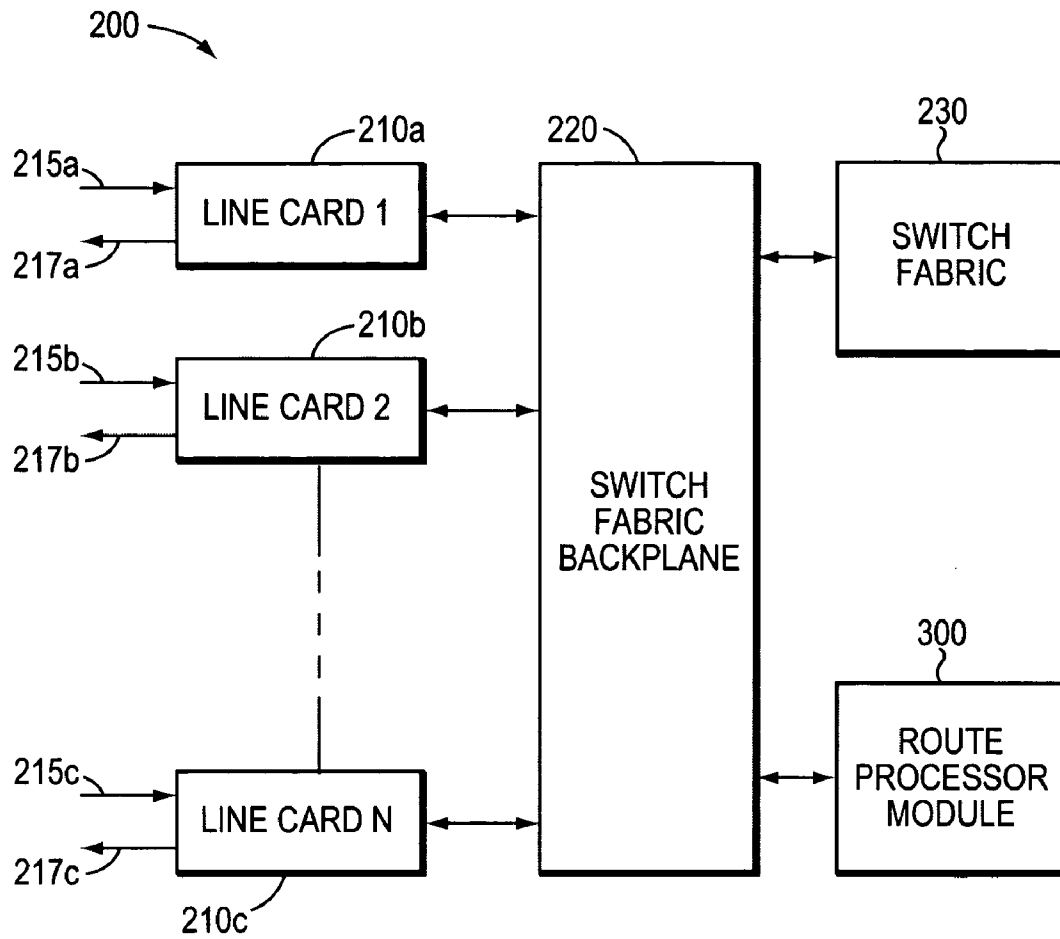 200
210a
220
230
215a
LINE CARD 1
217a
SWITCH
FABRIC
210b
215b
LINE CARD 2
217b
SWITCH
FABRIC
BACKPLANE
300
215c
LINE CARD N
217c
210c
ROUTE
PROCESSOR
MODULE